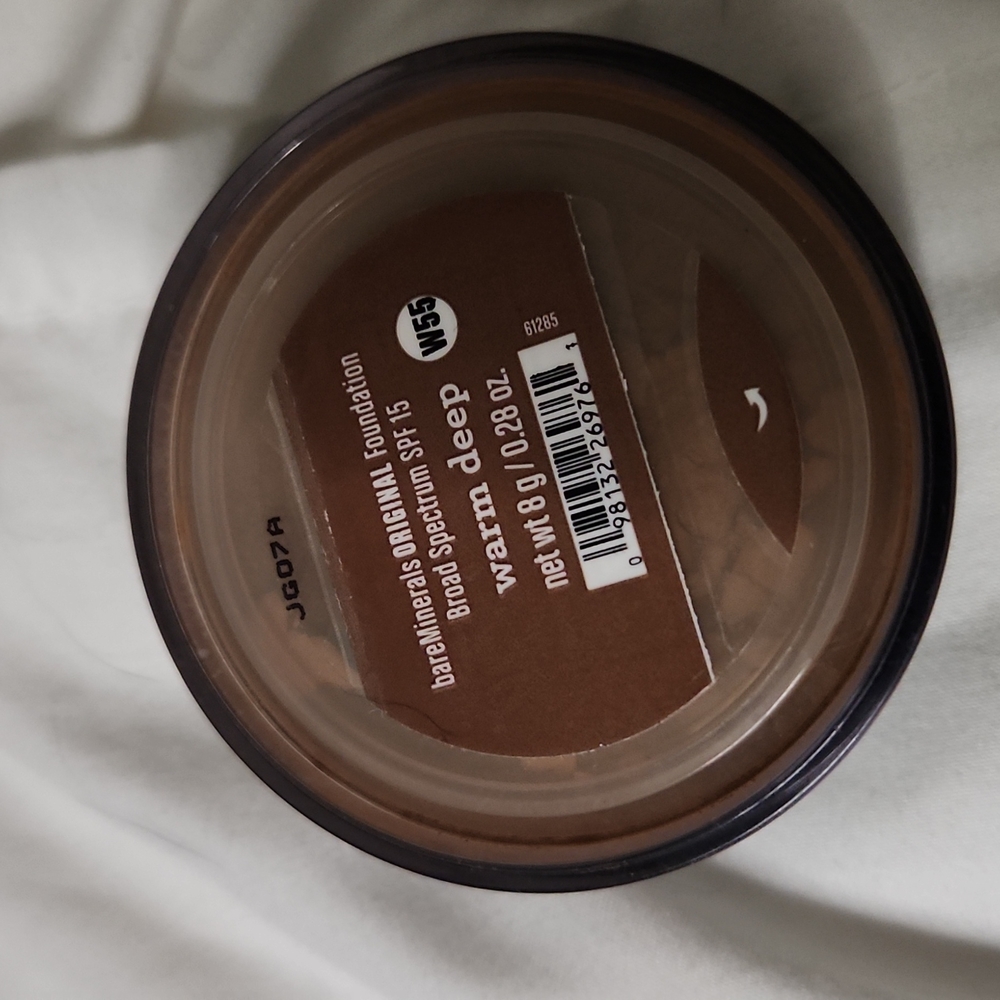 JG07A
bareMinerals ORIGINAL Foundation
Broad Spectrum SPF 15
warm deep W55
net wt 8 g / 0.28 oz.
61285
0 98132 26976 1